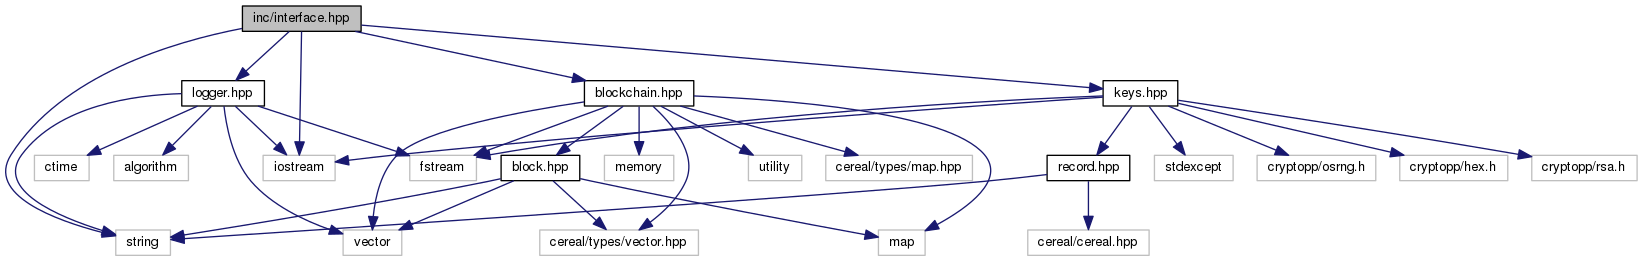 inc/interface.hpp
logger.hpp
blockchain.hpp
keys.hpp
ctime
algorithm
iostream
fstream
block.hpp
memory
utility
cereal/types/map.hpp
record.hpp
stdexcept
cryptopp/osrng.h
cryptopp/hex.h
cryptopp/rsa.h
string
vector
cereal/types/vector.hpp
map
cereal/cereal.hpp